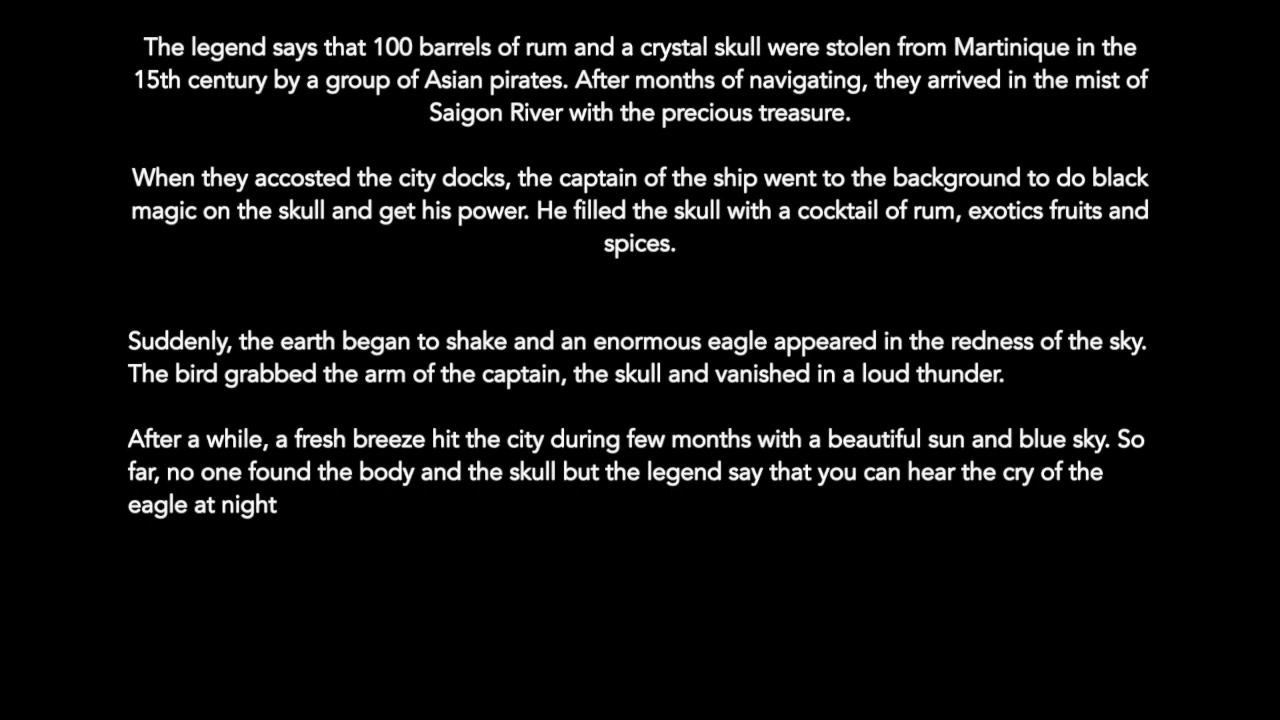 The legend says that 100 barrels of rum and a crystal skull were stolen from Martinique in the
15th century by a group of Asian pirates. After months of navigating, they arrived in the mist of
Saigon River with the precious treasure.
When they accosted the city docks, the captain of the ship went to the background to do black
magic on the skull and get his power. He filled the skull with a cocktail of rum, exotics fruits and
spices.
Suddenly, the earth began to shake and an enormous eagle appeared in the redness of the sky.
The bird grabbed the arm of the captain, the skull and vanished in a loud thunder.
After a while, a fresh breeze hit the city during few months with a beautiful sun and blue sky. So
far, no one found the body and the skull but the legend say that you can hear the cry of the
eagle at night